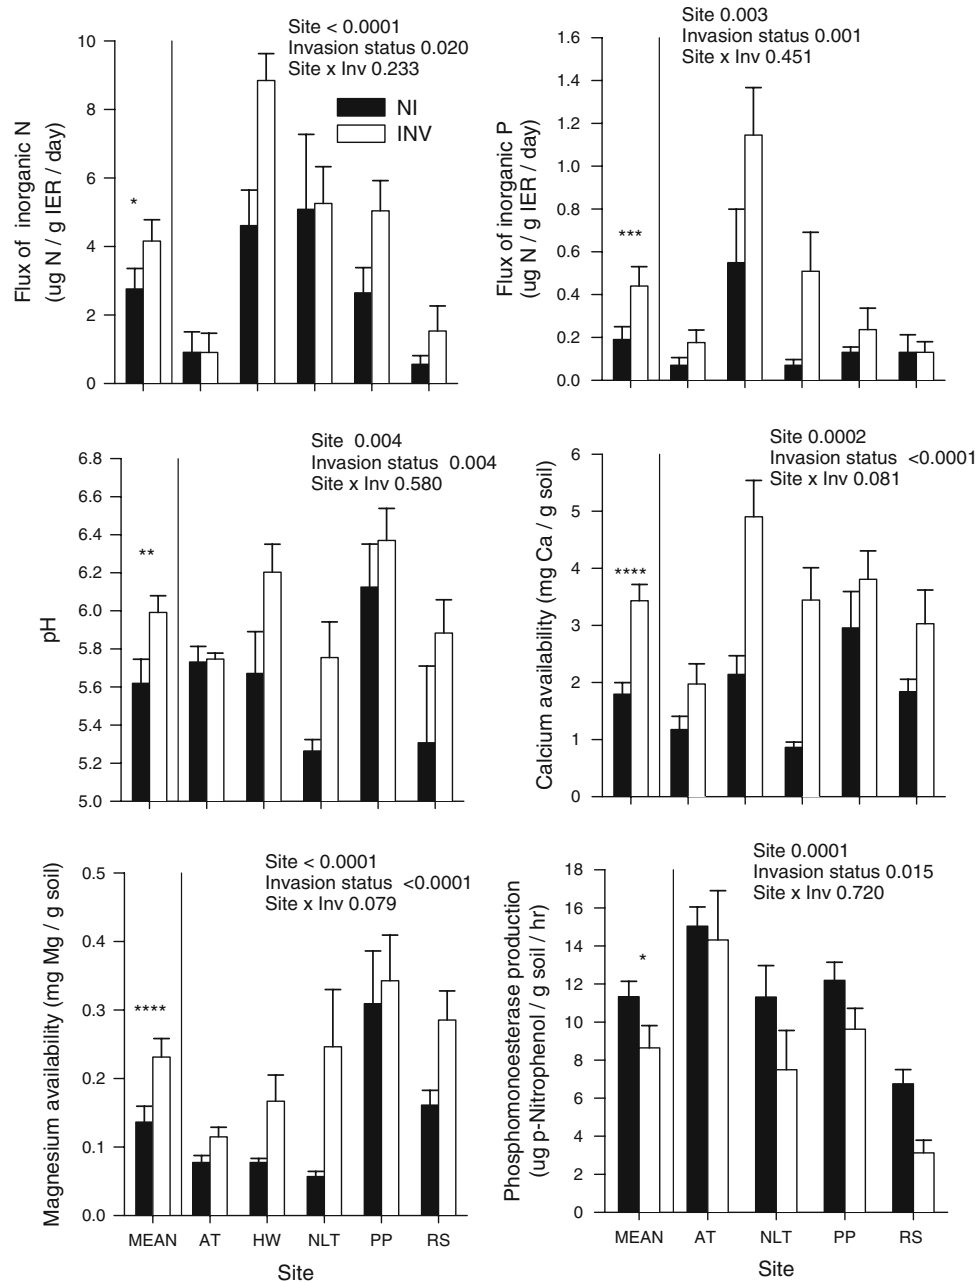 Site < 0.0001
Invasion status 0.020
Site x Inv 0.233
NI
INV
Flux of inorganic N
(ug N / g IER / day)
10
8
6
4
2
0
*
Site 0.003
Invasion status 0.001
Site x Inv 0.451
Flux of inorganic P
(ug N / g IER / day)
1.6
1.4
1.2
1.0
0.8
0.6
0.4
0.2
0.0
***
Site 0.004
Invasion status 0.004
Site x Inv 0.580
pH
6.8
6.6
6.4
6.2
6.0
5.8
5.6
5.4
5.2
5.0
**
Site 0.0002
Invasion status <0.0001
Site x Inv 0.081
Calcium availability (mg Ca / g soil)
6
5
4
3
2
1
0
****
Site < 0.0001
Invasion status <0.0001
Site x Inv 0.079
Magnesium availability (mg Mg / g soil)
0.5
0.4
0.3
0.2
0.1
0.0
****
MEAN AT HW NLT PP RS
Site
Site 0.0001
Invasion status 0.015
Site x Inv 0.720
Phosphomonoesterase production
(ug p-Nitrophenol / g soil / hr)
18
16
14
12
10
8
6
4
2
0
*
MEAN AT NLT PP RS
Site